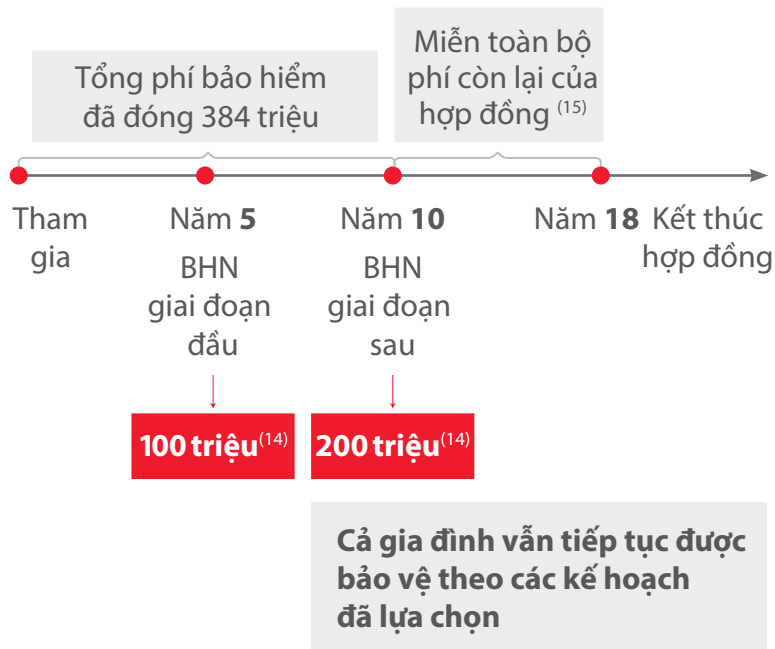 Tổng phí bảo hiểm
đã đóng 384 triệu
Miễn toàn bộ
phí còn lại của
hợp đồng (15)
Tham
gia
Năm 5
BHN
giai đoạn
đầu
100 triệu(14)
Năm 10
BHN
giai đoạn
sau
200 triệu(14)
Năm 18
Kết thúc
hợp đồng
Cả gia đình vẫn tiếp tục được
bảo vệ theo các kế hoạch
đã lựa chọn